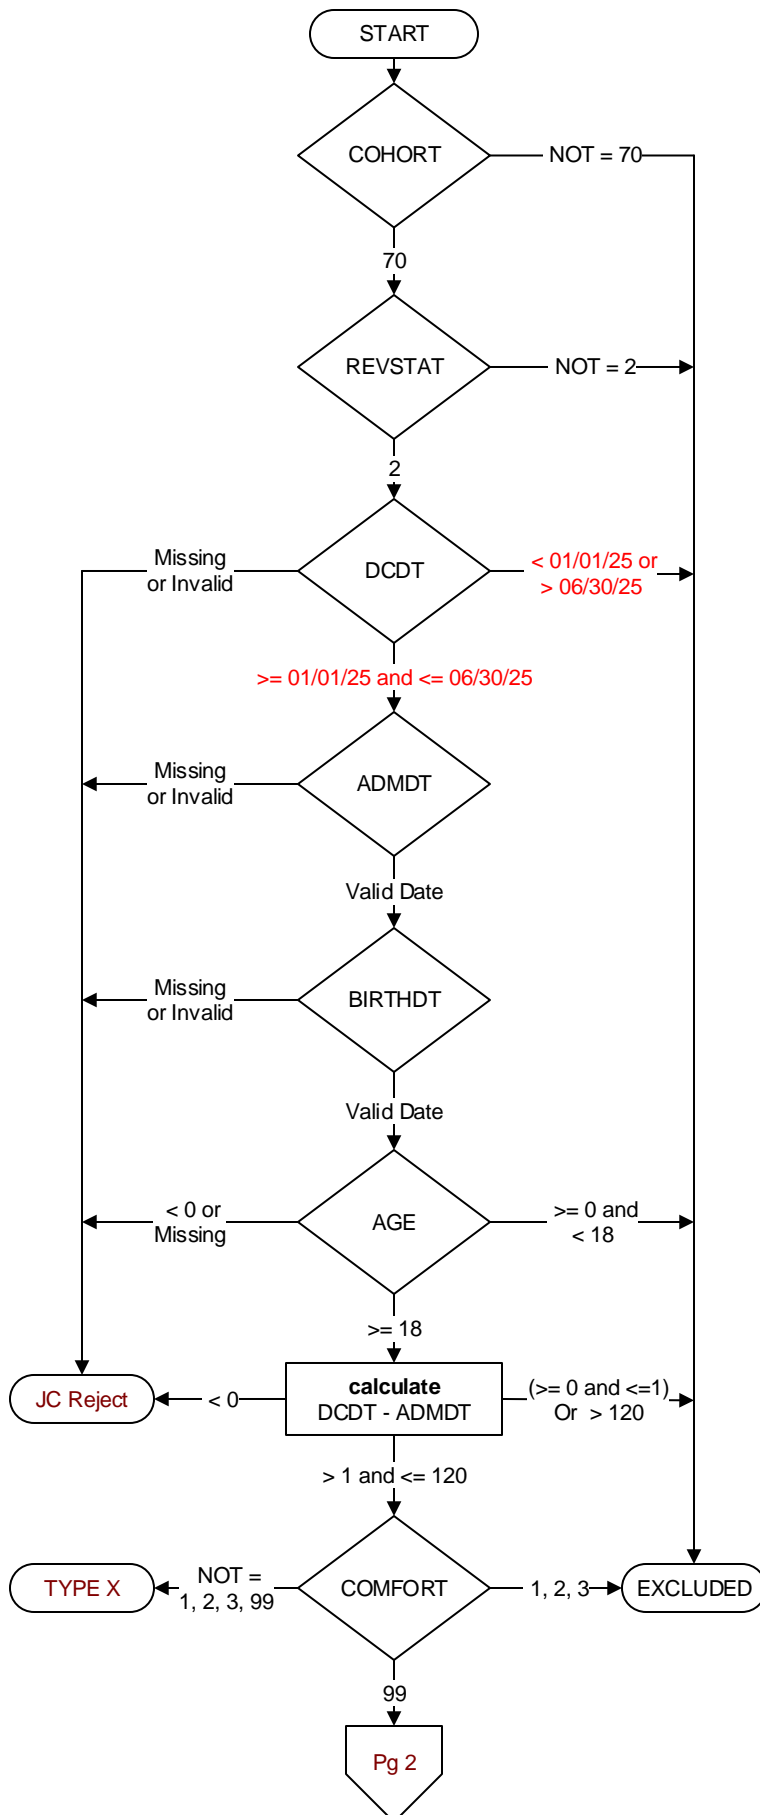 START
COHORT
NOT = 70
70
REVSTAT
NOT = 2
2
Missing
or Invalid
DCDT
< 01/01/25 or
> 06/30/25
>= 01/01/25 and <= 06/30/25
Missing
or Invalid
ADMDT
Valid Date
Missing
or Invalid
BIRTHDT
Valid Date
< 0 or
Missing
AGE
>= 0 and
< 18
>= 18
JC Reject
< 0
calculate
DCDT - ADMDT
(>= 0 and <=1)
Or > 120
> 1 and <= 120
TYPE X
NOT =
1, 2, 3, 99
COMFORT
1, 2, 3
EXCLUDED
99
Pg 2